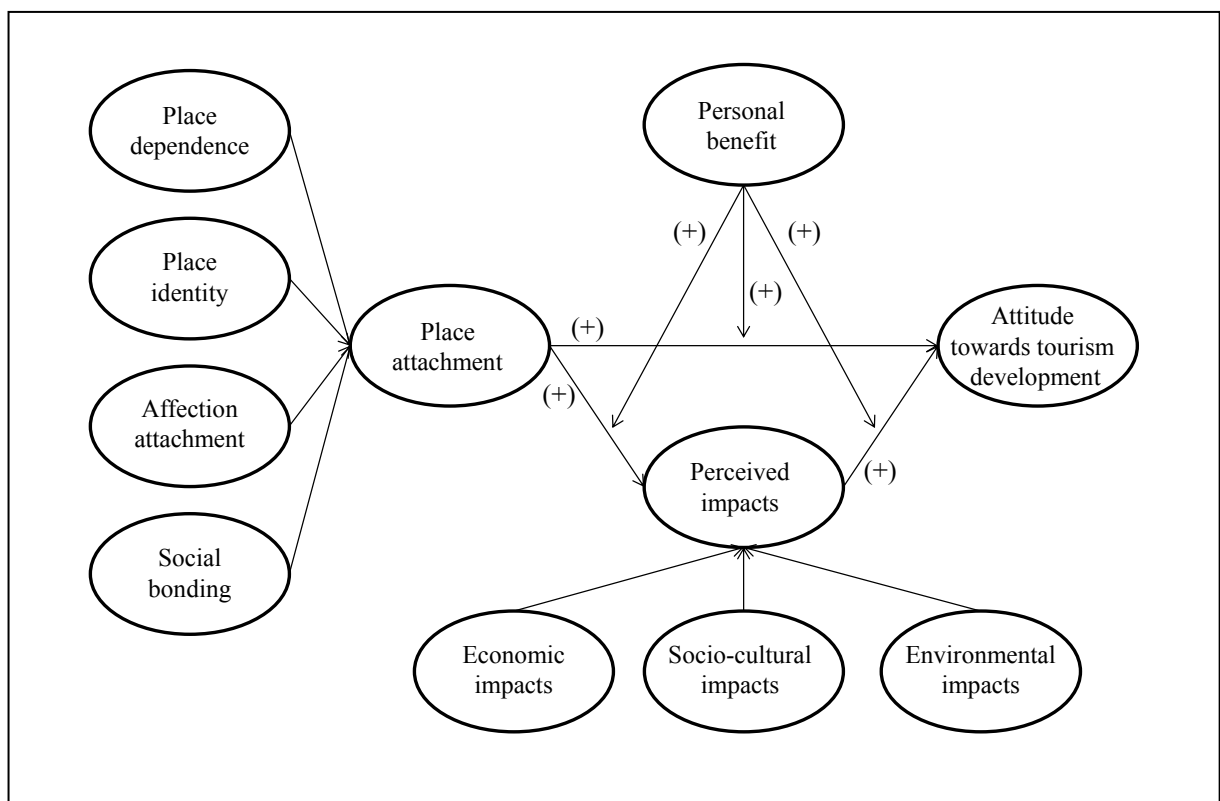 Place
dependence
Place
identity
Affection
attachment
Social
bonding
Place
attachment
Personal
benefit
(+)
(+)
(+)
(+)
(+)
(+)
Attitude
towards tourism
development
Perceived
impacts
Economic
impacts
Socio-cultural
impacts
Environmental
impacts